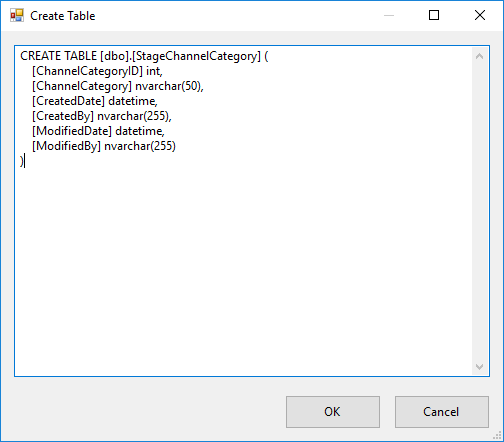 Create Table
CREATE TABLE [dbo].[StageChannelCategory] (
    [ChannelCategoryID] int,
    [ChannelCategory] nvarchar(50),
    [CreatedDate] datetime,
    [CreatedBy] nvarchar(255),
    [ModifiedDate] datetime,
    [ModifiedBy] nvarchar(255)
)
OK
Cancel